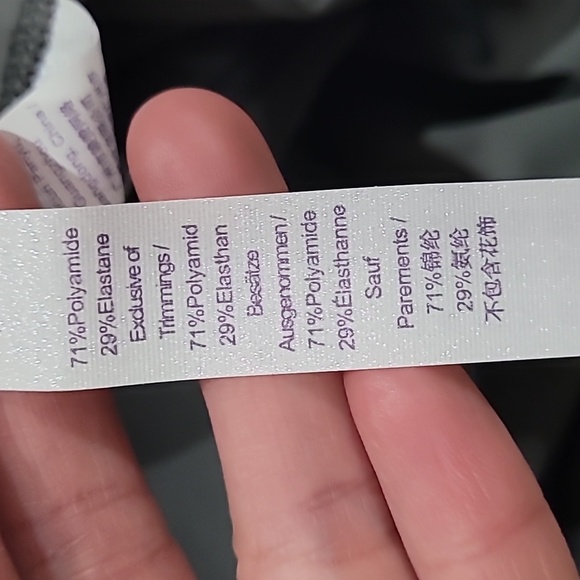 71%Polyamide
29%Elastane
Exclusive of
Trimmings /
71%Polyamid
29%Elasthan
Besätze
Ausgenommen/
71%Polyamide
29%Élasthanne
Sauf
Parements /
71%锦纶
29%氨纶
不包含花饰